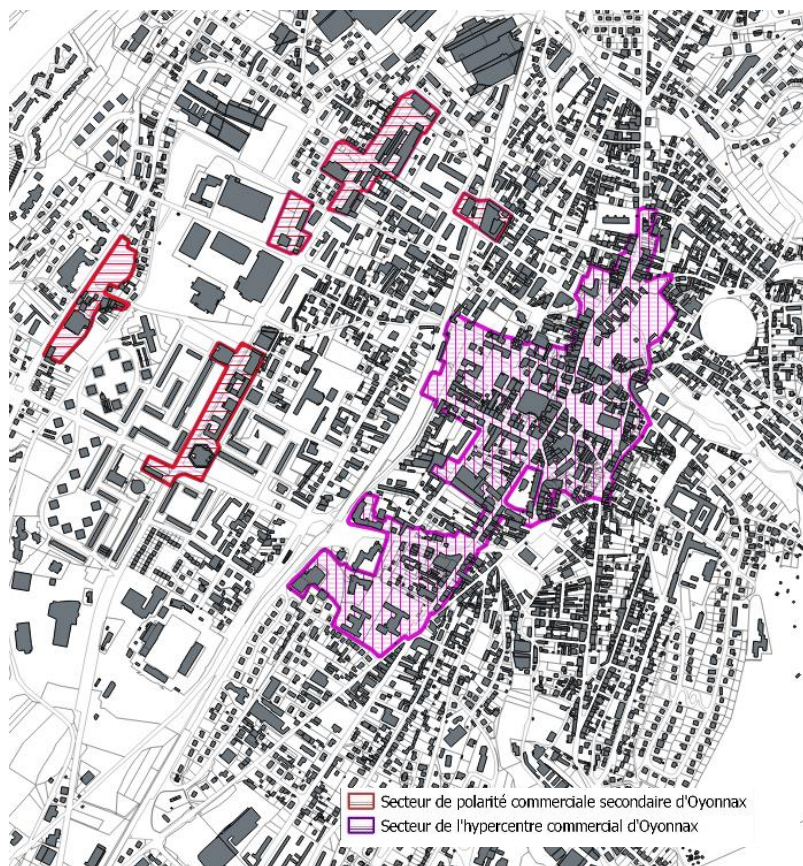 Secteur de polarité commerciale secondaire d'Oyonnax
Secteur de l'hypercentre commercial d'Oyonnax